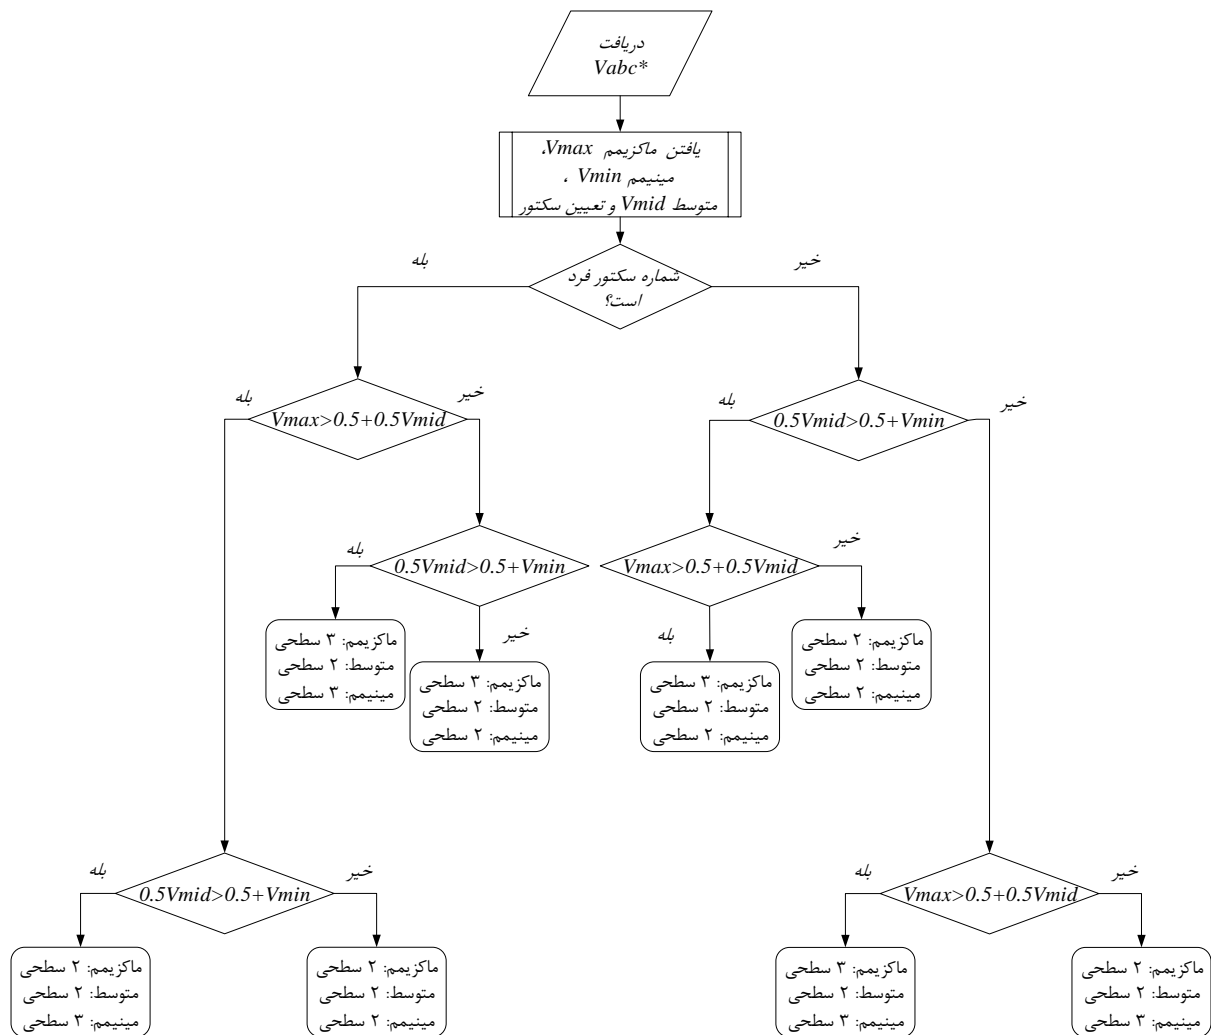 دریافت
Vabc*
یافتن ماکزیمم Vmax،
مینیمم Vmin ،
متوسط Vmid و تعیین سکتور
بله
خیر
شماره سکتور فرد
است؟
بله
Vmax>0.5+0.5Vmid
خیر
بله
0.5Vmid>0.5+Vmin
خیر
بله
0.5Vmid>0.5+Vmin
خیر
Vmax>0.5+0.5Vmid
خیر
بله
ماکزیمم: ۳ سطحی
متوسط: ۲ سطحی
مینیمم: ۳ سطحی
ماکزیمم: ۳ سطحی
متوسط: ۲ سطحی
مینیمم: ۲ سطحی
ماکزیمم: ۳ سطحی
متوسط: ۲ سطحی
مینیمم: ۲ سطحی
ماکزیمم: ۲ سطحی
متوسط: ۲ سطحی
مینیمم: ۲ سطحی
بله
0.5Vmid>0.5+Vmin
خیر
بله
Vmax>0.5+0.5Vmid
خیر
ماکزیمم: ۲ سطحی
متوسط: ۲ سطحی
مینیمم: ۳ سطحی
ماکزیمم: ۲ سطحی
متوسط: ۲ سطحی
مینیمم: ۲ سطحی
ماکزیمم: ۳ سطحی
متوسط: ۲ سطحی
مینیمم: ۳ سطحی
ماکزیمم: ۲ سطحی
متوسط: ۲ سطحی
مینیمم: ۳ سطحی